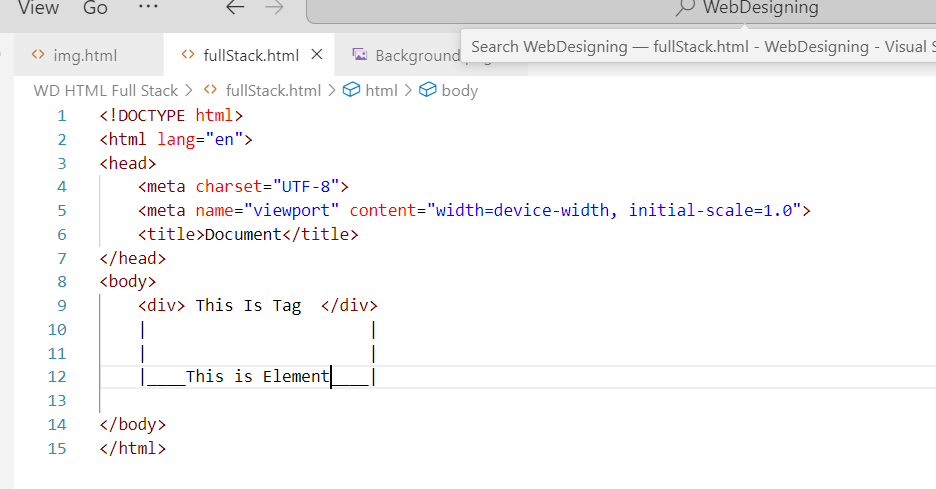 View Go ... WebDesigning
Search WebDesigning — fullStack.html - WebDesigning - Visual
img.html fullStack.html Background
WD HTML Full Stack > fullStack.html > html > body
1 <!DOCTYPE html>
2 <html lang="en">
3 <head>
4     <meta charset="UTF-8">
5     <meta name="viewport" content="width=device-width, initial-scale=1.0">
6     <title>Document</title>
7 </head>
8 <body>
9     <div> This Is Tag  </div>
10     |                       |
11     |                       |
12     |____This is Element____|
13
14 </body>
15 </html>